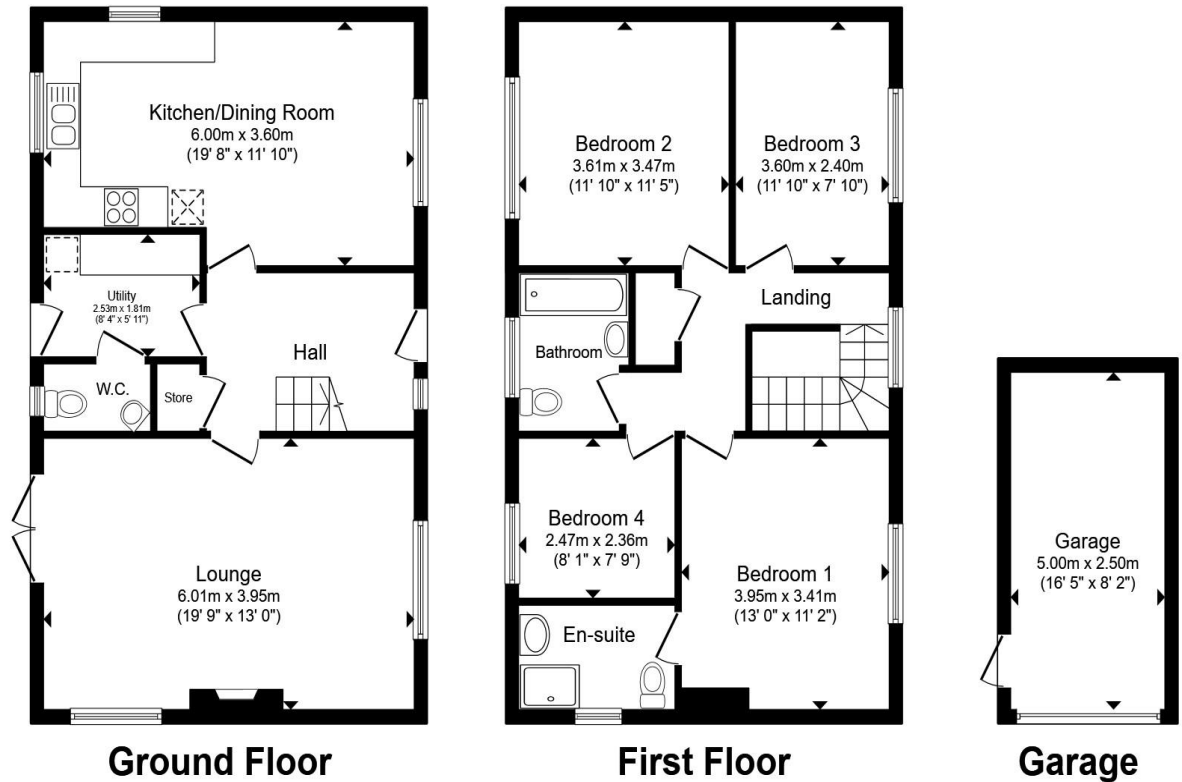 Kitchen/Dining Room
6.00m x 3.60m
(19' 8" x 11' 10")
Utility
2.53m x 1.81m
(8' 4" x 5' 11")
Hall
W.C.
Store
Lounge
6.01m x 3.95m
(19' 9" x 13' 0")
Ground Floor
Bedroom 2
3.61m x 3.47m
(11' 10" x 11' 5")
Bedroom 3
3.60m x 2.40m
(11' 10" x 7' 10")
Landing
Bathroom
Bedroom 4
2.47m x 2.36m
(8' 1" x 7' 9")
Bedroom 1
3.95m x 3.41m
(13' 0" x 11' 2")
En-suite
First Floor
Garage
5.00m x 2.50m
(16' 5" x 8' 2")
Garage